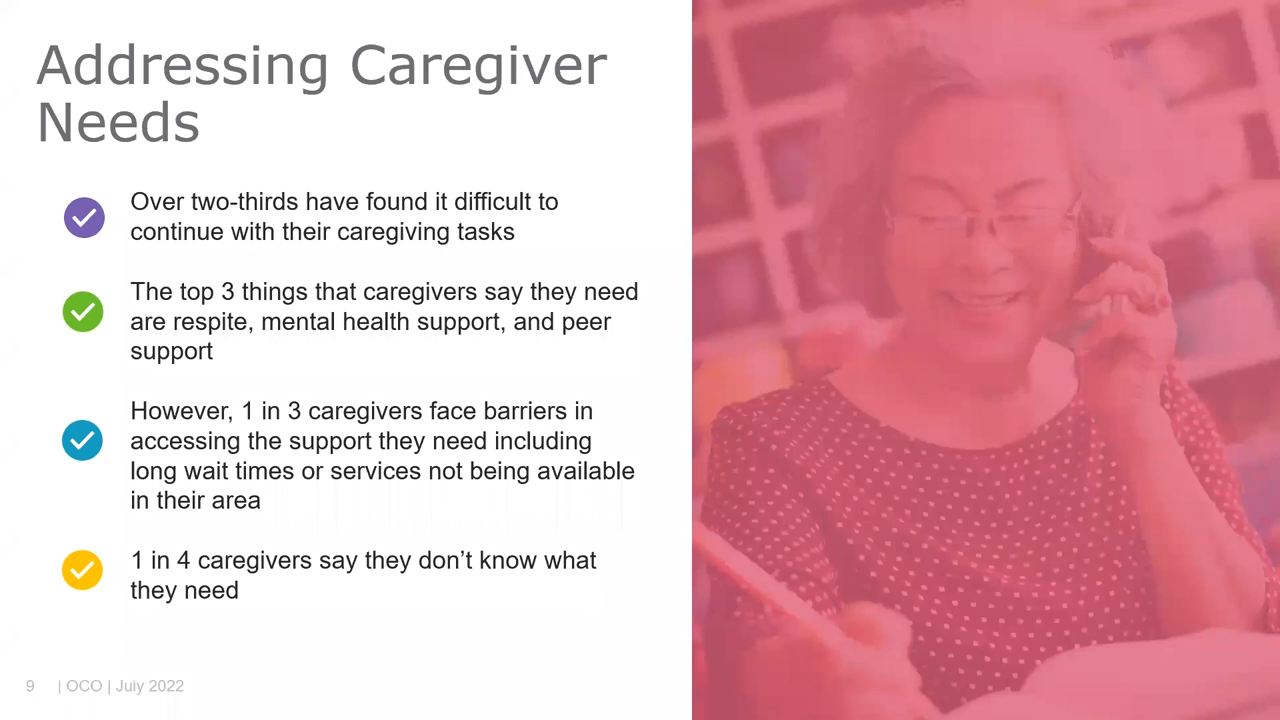 Addressing Caregiver
Needs
Over two-thirds have found it difficult to
continue with their caregiving tasks
The top 3 things that caregivers say they need
are respite, mental health support, and peer
support
However, 1 in 3 caregivers face barriers in
accessing the support they need including
long wait times or services not being available
in their area
1 in 4 caregivers say they don’t know what
they need
9 | OCO | July 2022